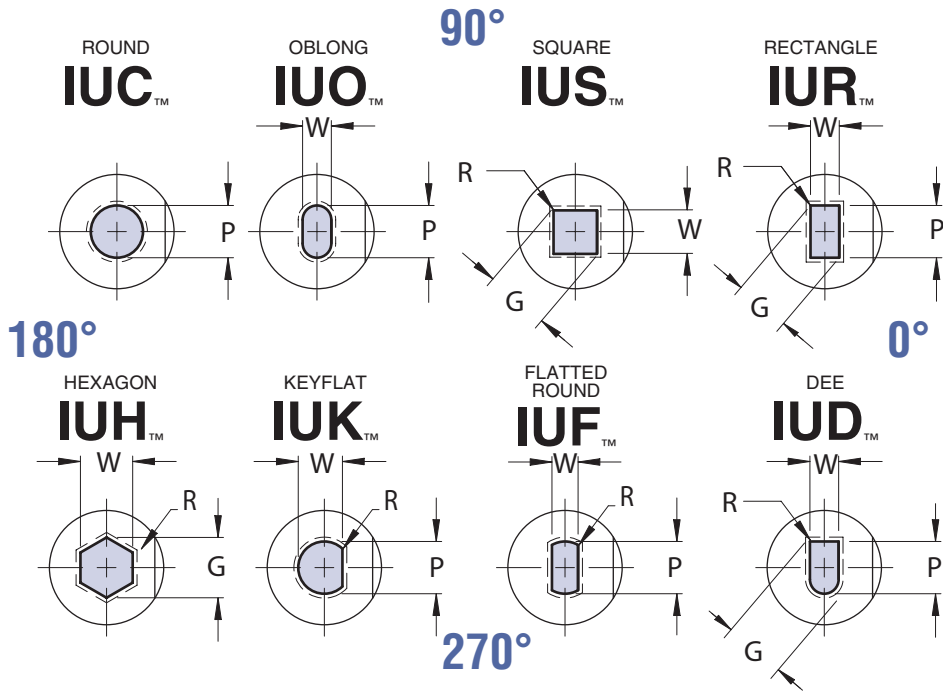 90°
ROUND
IUC™
P
OBLONG
IUO™
W
P
SQUARE
IUS™
R
W
G
RECTANGLE
IUR™
W
R
P
G
180°
0°
HEXAGON
IUH™
W
R
G
KEYFLAT
IUK™
W
R
P
FLATTED
ROUND
IUF™
W
R
P
DEE
IUD™
W
R
P
G
270°